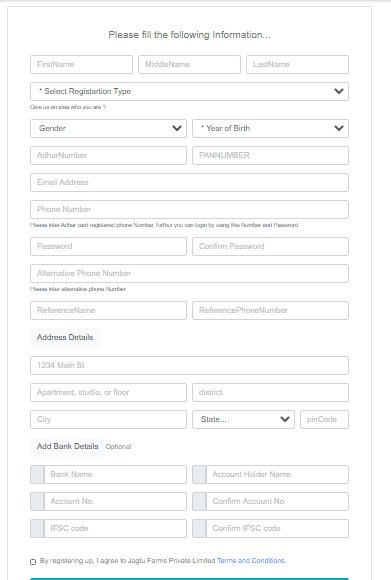 Please fill the following Information...
FirstName MiddleName LastName
* Select Registartion Type
Give us an idea who you are ?
Gender * Year of Birth
AdharNumber PANNUMBER
Email Address
Phone Number
Please inter Adhar card registered phone Number, furthur you can login by using this Number and Password
Password Confirm Password
Alternative Phone Number
Please inter alternative phone Number
ReferenceName ReferencePhoneNumber
Address Details
1234 Main St
Apartment, studio, or floor district
City State... pinCode
Add Bank Details Optional
Bank Name Account Holder Name
Account No. Confirm Account No
IFSC code Confirm IFSC code
By registering up, I agree to Jagtu Farms Private Limited Terms and Conditions.